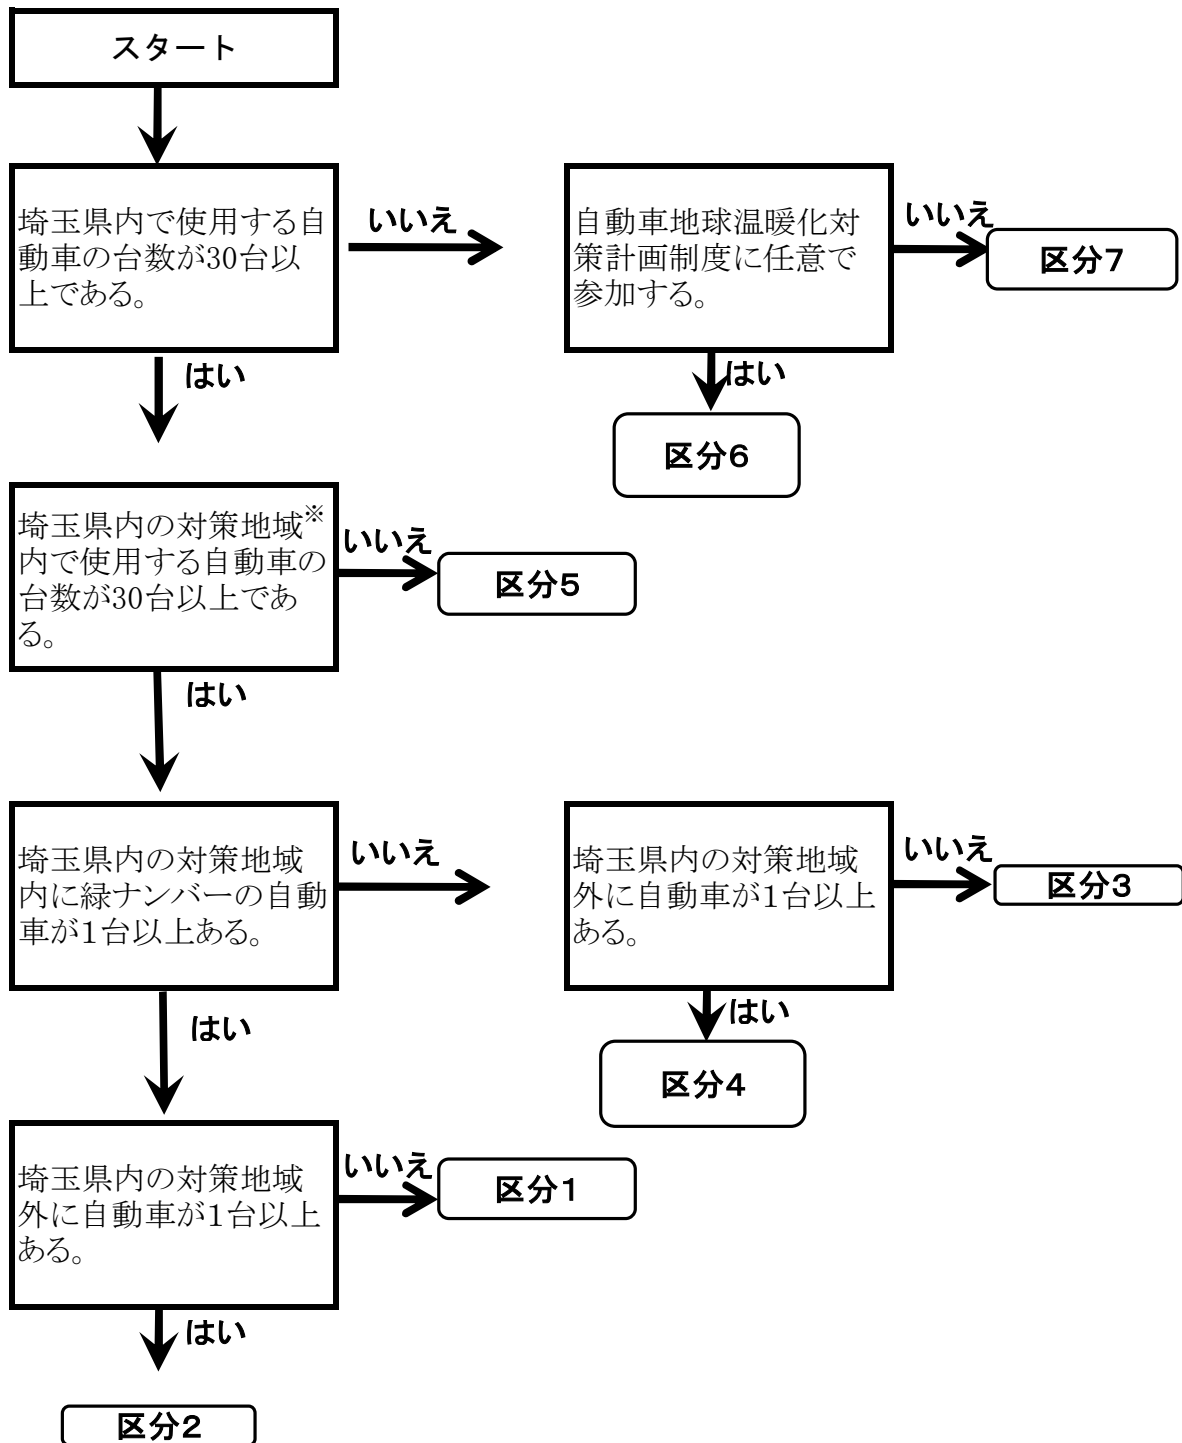 スタート
埼玉県内で使用する自
動車の台数が30台以
上である。
いいえ
自動車地球温暖化対
策計画制度に任意で
参加する。
いいえ
区分7
はい
はい
区分6
埼玉県内の対策地域※
内で使用する自動車の
台数が30台以上であ
る。
いいえ
区分5
はい
埼玉県内の対策地域
内に緑ナンバーの自動
車が1台以上ある。
いいえ
埼玉県内の対策地域
外に自動車が1台以上
ある。
いいえ
区分3
はい
はい
区分4
埼玉県内の対策地域
外に自動車が1台以上
ある。
いいえ
区分1
はい
区分2